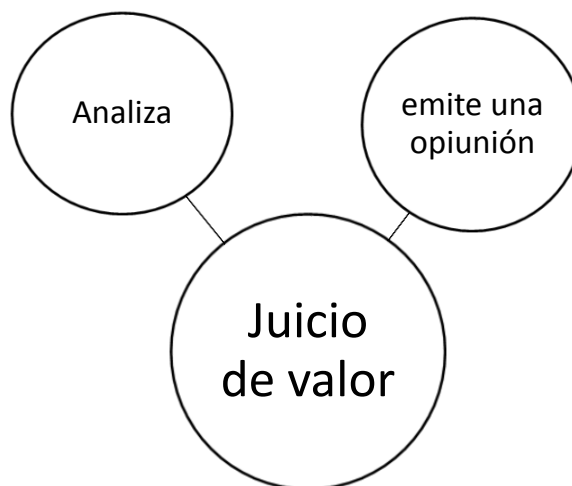 Analiza
emite una
opiunión
Juicio
de valor